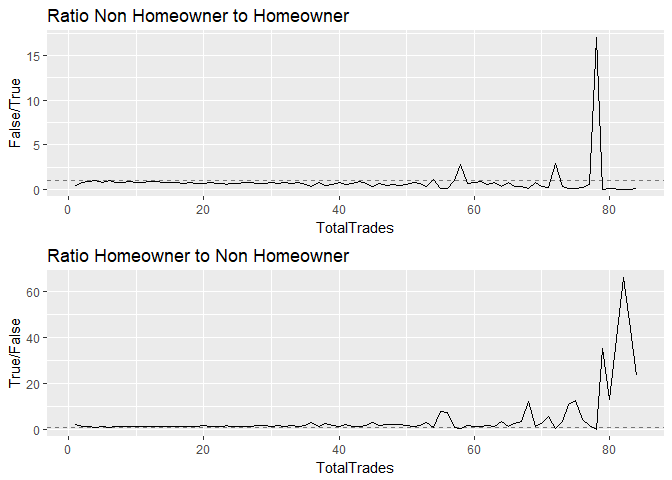 Ratio Non Homeowner to Homeowner
15
10
5
0
False/True
0 20 40 60 80
TotalTrades
Ratio Homeowner to Non Homeowner
60
40
20
0
True/False
0 20 40 60 80
TotalTrades